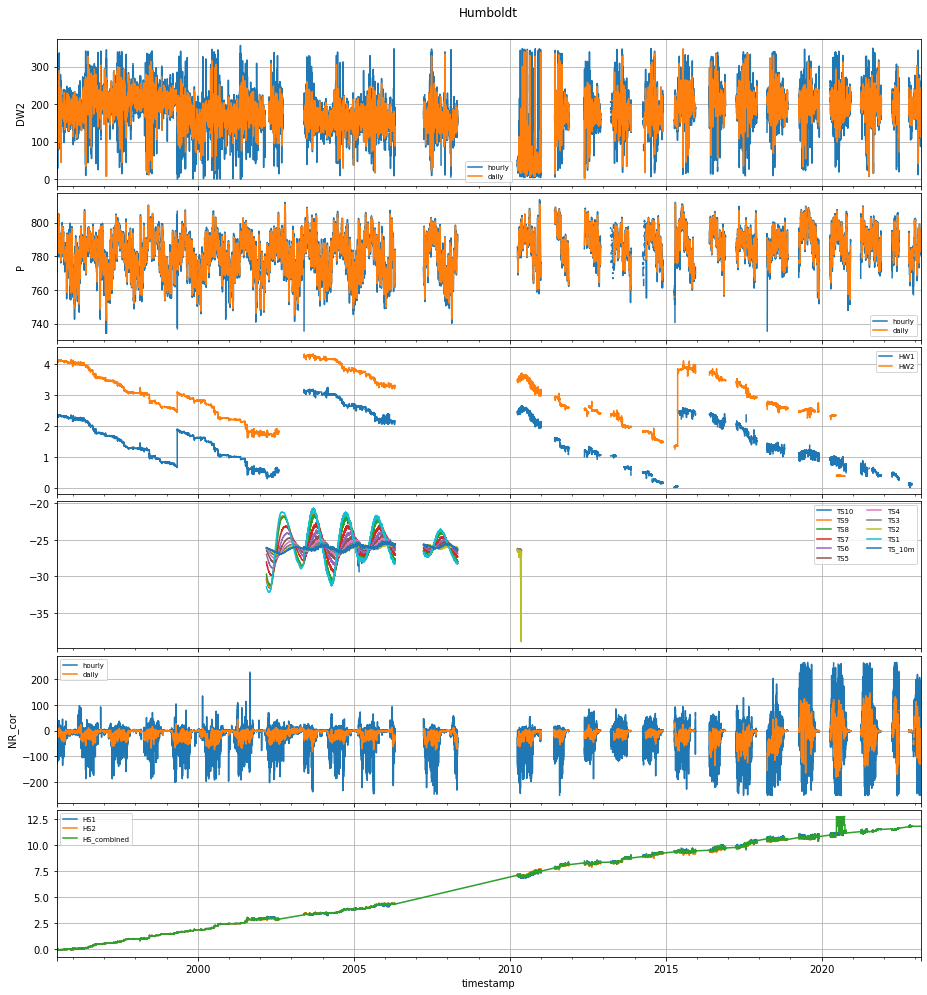 Humboldt
DW2
300
200
100
0
hourly
daily
P
800
780
760
740
hourly
daily
4
3
2
1
0
HW1
HW2
−20
−25
−30
−35
TS10
TS9
TS8
TS7
TS6
TS5
TS4
TS3
TS2
TS1
TS_10m
NR_cor
200
100
0
−100
−200
hourly
daily
12.5
10.0
7.5
5.0
2.5
0.0
HS1
HS2
HS_combined
2000 2005 2010 2015 2020
timestamp